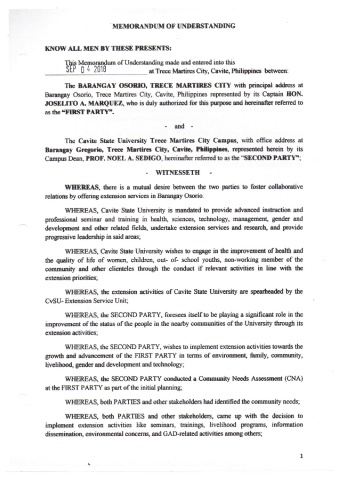 MEMORANDUM OF UNDERSTANDING
KNOW ALL MEN BY THESE PRESENTS:
This Memorandum of Understanding made and entered into this
SEP 04 2018 at Trece Martires City, Cavite, Philippines between:
The BARANGAY OSORIO, TRECE MARTIRES CITY with principal address at
Barangay Osorio, Trece Martires City, Cavite, Philippines represented by its Captain HON.
JOSELITO A. MARQUEZ, who is duly authorized for this purpose and hereinafter referred to
as the "FIRST PARTY".
- and -
The Cavite State University Trece Martires City Campus, with office address at
Barangay Gregorio, Trece Martires City, Cavite, Philippines, represented herein by its
Campus Dean, PROF. NOEL A. SEDIGO, hereinafter referred to as the "SECOND PARTY";
- WITNESSETH -
WHEREAS, there is a mutual desire between the two parties to foster collaborative
relations by offering extension services in Barangay Osorio.
WHEREAS, Cavite State University is mandated to provide advanced instruction and
professional seminar and training in health, sciences, technology, management, gender and
development and other related fields, undertake extension services and research, and provide
progressive leadership in said areas;
WHEREAS, Cavite State University wishes to engage in the improvement of health and
the quality of life of women, children, out- of- school youths, non-working member of the
community and other clienteles through the conduct if relevant activities in line with the
extension priorities;
WHEREAS, the extension activities of Cavite State University are spearheaded by the
CvSU- Extension Service Unit;
WHEREAS, the SECOND PARTY, foresees itself to be playing a significant role in the
improvement of the status of the people in the nearby communities of the University through its
extension activities;
WHEREAS, the SECOND PARTY, wishes to implement extension activities towards the
growth and advancement of the FIRST PARTY in terms of environment, family, community,
livelihood, gender and development and technology;
WHEREAS, the SECOND PARTY conducted a Community Needs Assessment (CNA)
at the FIRST PARTY as part of the initial planning;
WHEREAS, both PARTIES and other stakeholders had identified the community needs;
WHEREAS, both PARTIES and other stakeholders, came up with the decision to
implement extension activities like seminars, trainings, livelihood programs, information
dissemination, environmental concerns, and GAD-related activities among others;
1